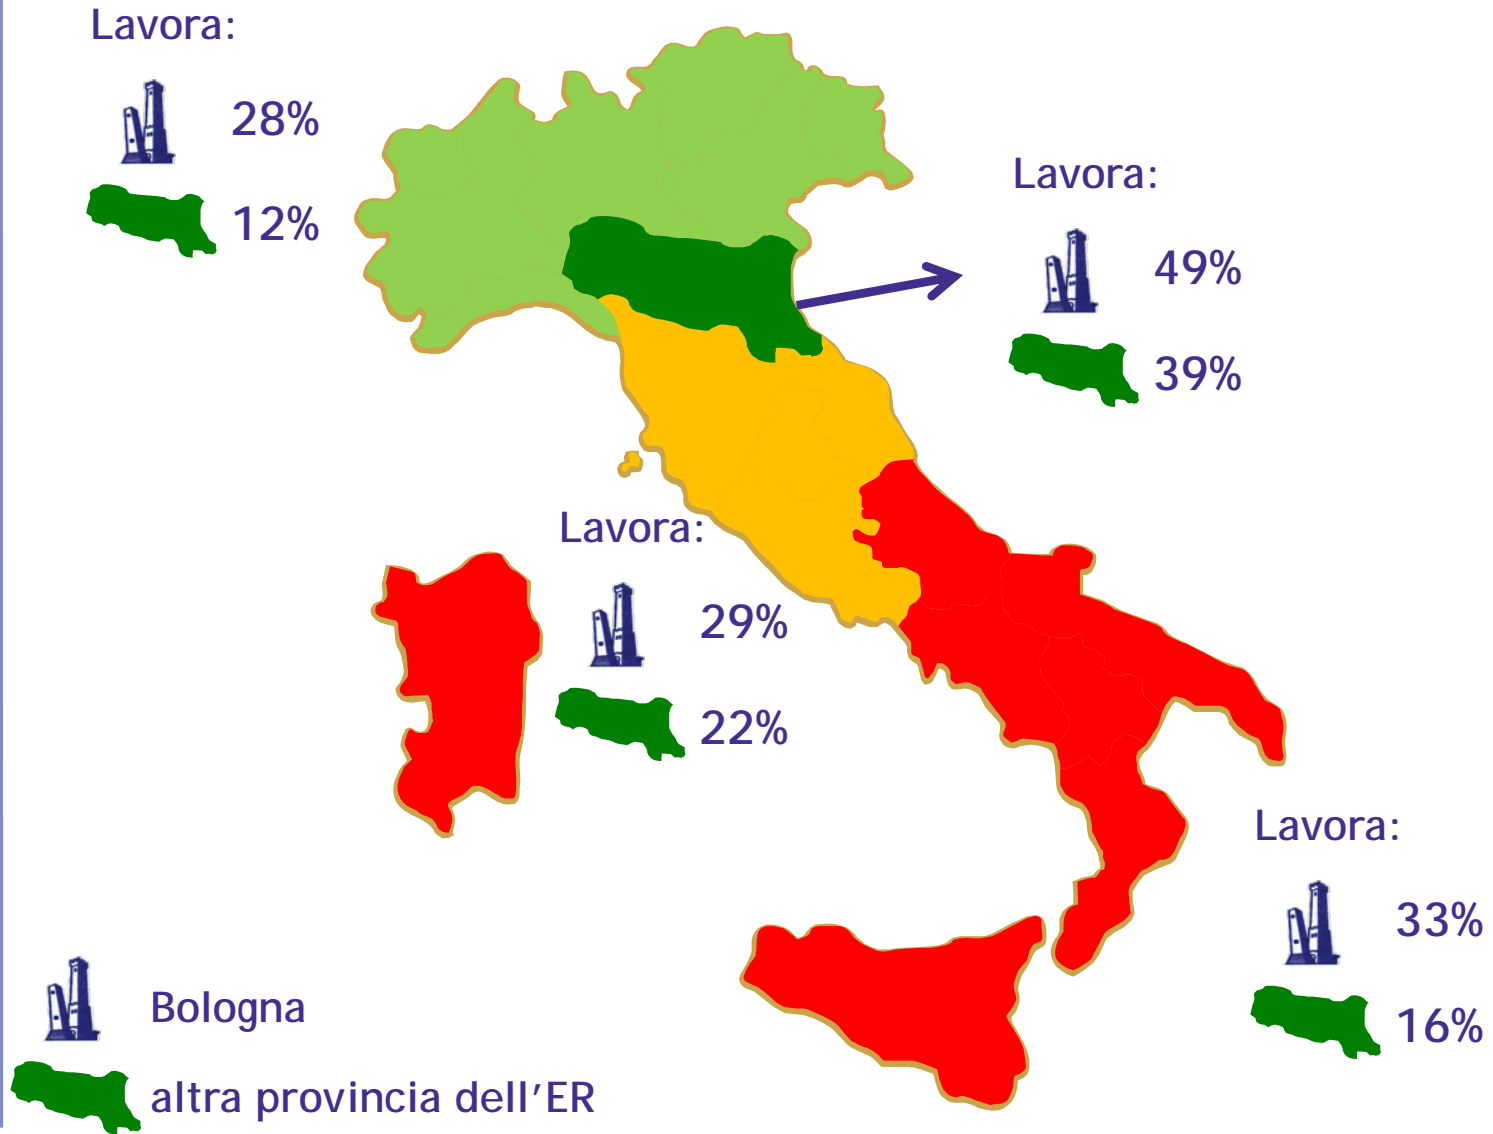 Lavora:
28%
12%
Lavora:
49%
39%
Lavora:
29%
22%
Lavora:
33%
16%
Bologna
altra provincia dell’ER